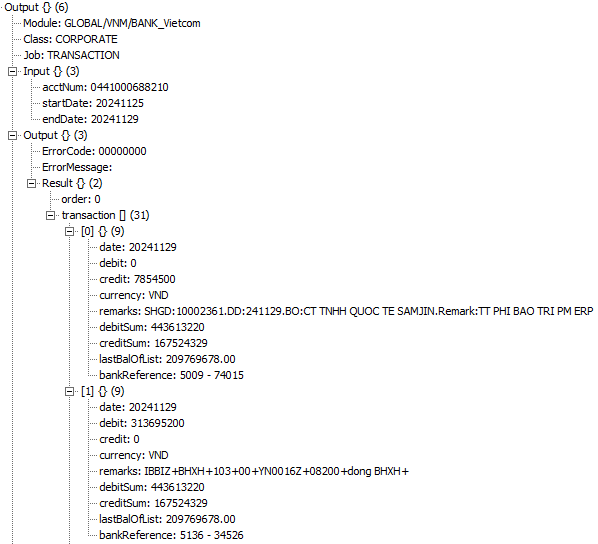 Output {} (6)
Module: GLOBAL/VNM/BANK_Vietcom
Class: CORPORATE
Job: TRANSACTION
Input {} (3)
acctNum: 0441000688210
startDate: 20241125
endDate: 20241129
Output {} (3)
ErrorCode: 00000000
ErrorMessage:
Result {} (2)
order: 0
transaction [] (31)
[0] {} (9)
date: 20241129
debit: 0
credit: 7854500
currency: VND
remarks: SHGD:10002361.DD:241129.BO:CT TNHH QUOC TE SAMJIN.Remark:TT PHI BAO TRI PM ERP
debitSum: 443613220
creditSum: 167524329
lastBalOfList: 209769678.00
bankReference: 5009 - 74015
[1] {} (9)
date: 20241129
debit: 313695200
credit: 0
currency: VND
remarks: IBBIZ+BHXH+103+00+YN0016Z+08200+dong BHXH+
debitSum: 443613220
creditSum: 167524329
lastBalOfList: 209769678.00
bankReference: 5136 - 34526